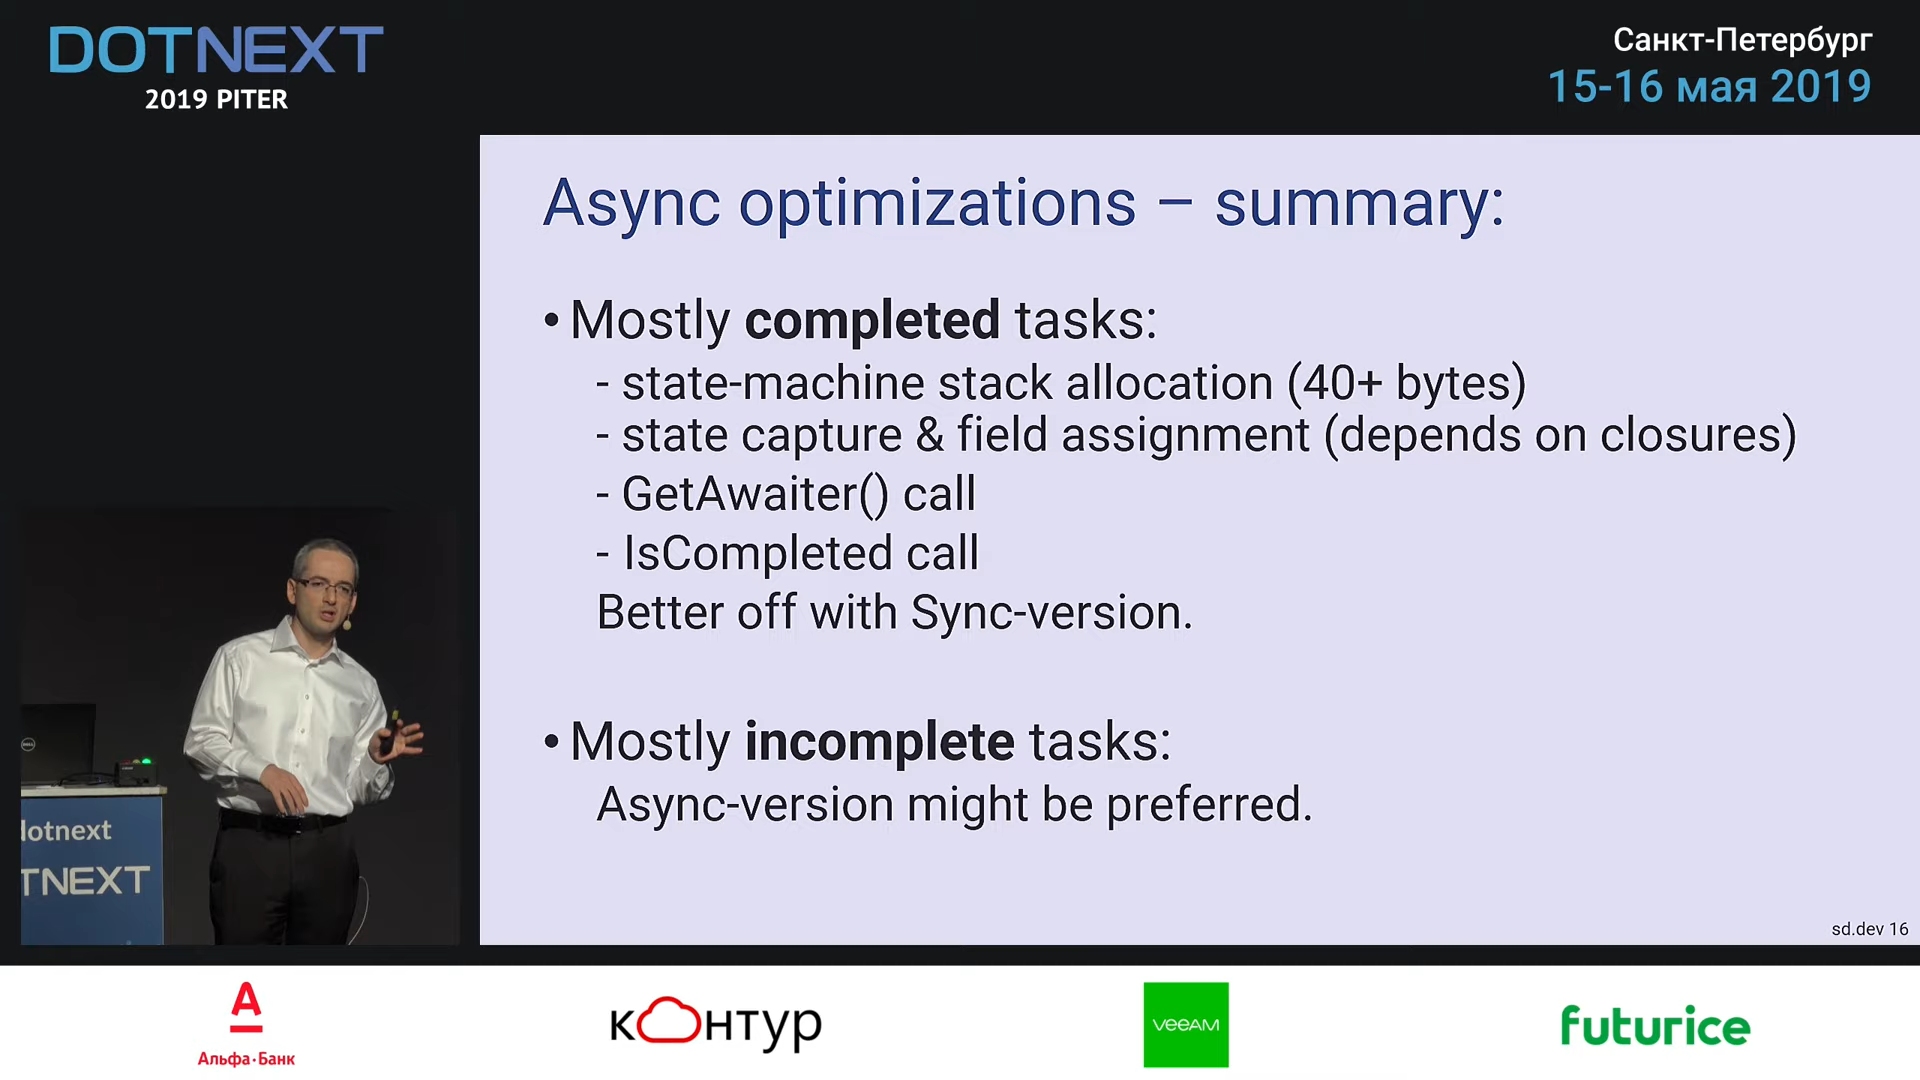 DOTNEXT
2019 PITER
Санкт-Петербург
15-16 мая 2019
Async optimizations – summary:
• Mostly completed tasks:
- state-machine stack allocation (40+ bytes)
- state capture & field assignment (depends on closures)
- GetAwaiter() call
- IsCompleted call
Better off with Sync-version.
• Mostly incomplete tasks:
Async-version might be preferred.
sd.dev 16
DELL
dotnext
TNEXT
Альфа·Банк
контур
veeam
futurice